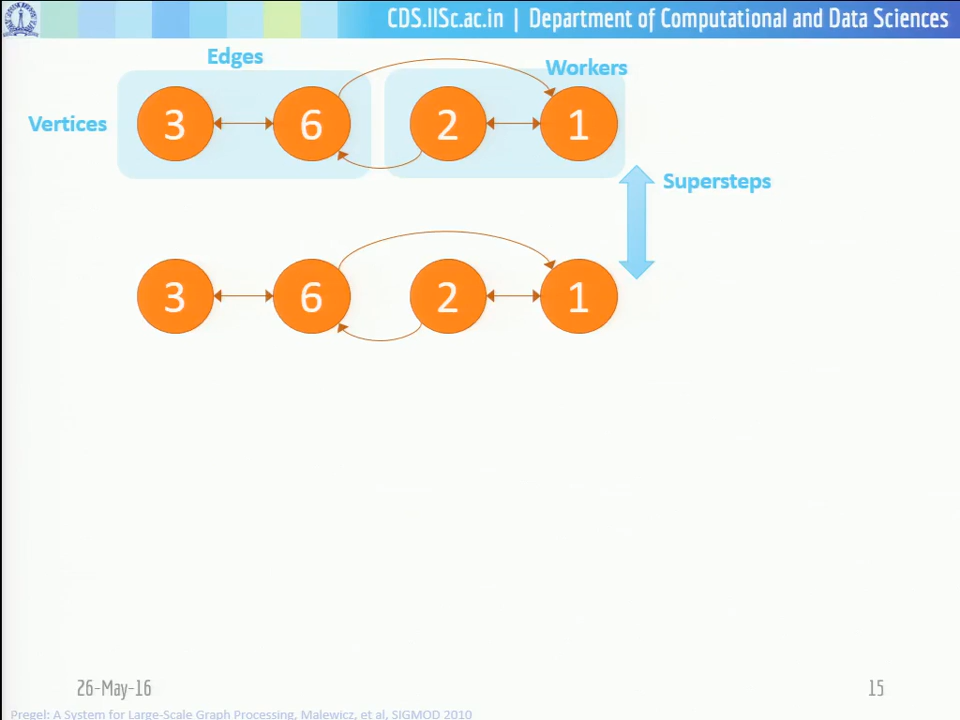 CDS.IISc.ac.in | Department of Computational and Data Sciences
Edges
Workers
Vertices
3 6 2 1
Supersteps
3 6 2 1
26-May-16
15
Pregel: A System for Large-Scale Graph Processing, Malewicz, et al, SIGMOD 2010